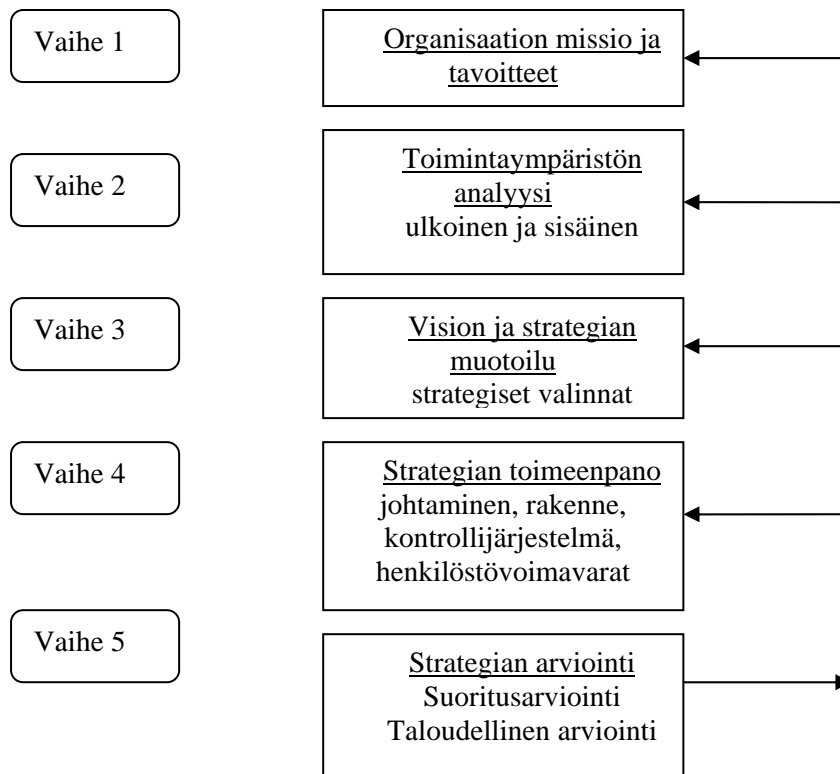 Vaihe 1
Organisaation missio ja
tavoitteet
Vaihe 2
Toimintaympäristön
analyysi
ulkoinen ja sisäinen
Vaihe 3
Vision ja strategian
muotoilu
strategiset valinnat
Vaihe 4
Strategian toimeenpano
johtaminen, rakenne,
kontrollijärjestelmä,
henkilöstövoimavarat
Vaihe 5
Strategian arviointi
Suoritusarviointi
Taloudellinen arviointi